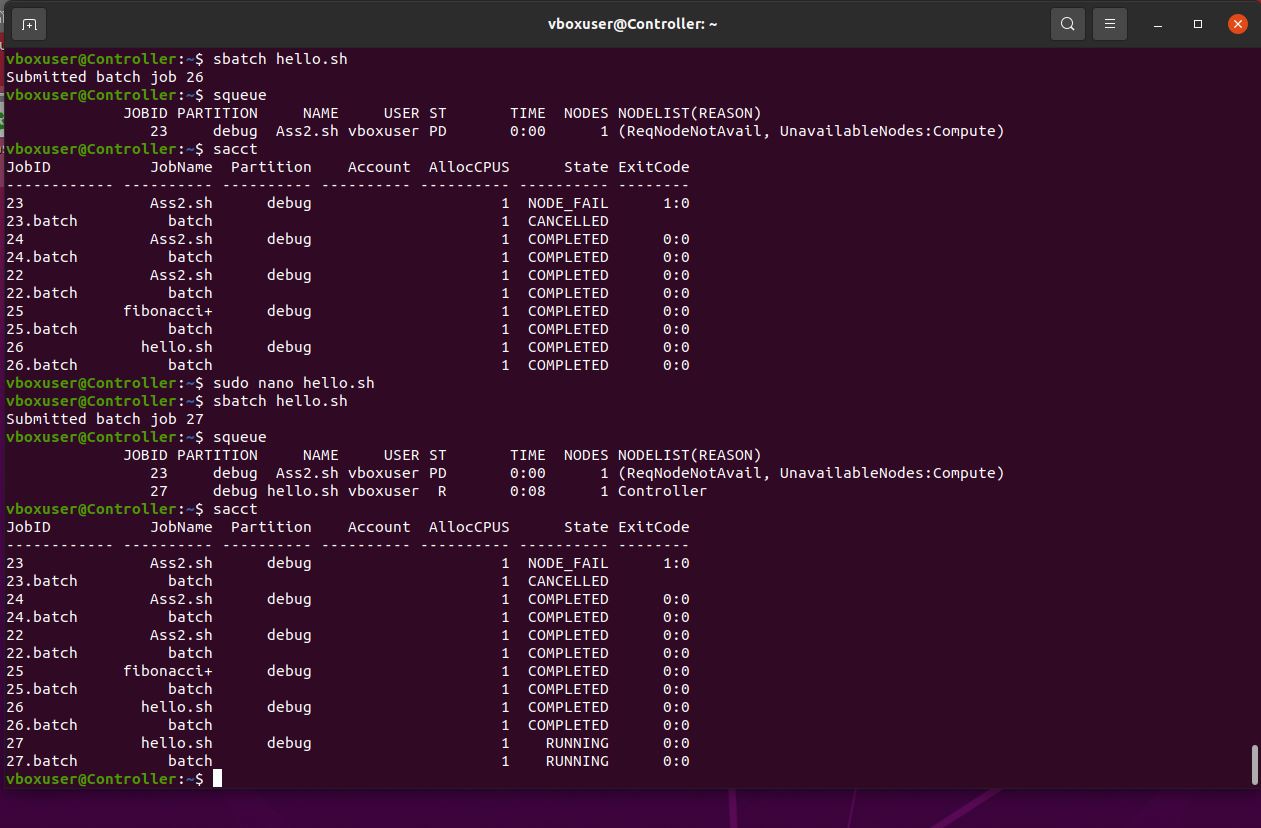 vboxuser@Controller: ~
vboxuser@Controller:~$ sbatch hello.sh
Submitted batch job 26
vboxuser@Controller:~$ squeue
             JOBID PARTITION     NAME     USER ST       TIME  NODES NODELIST(REASON)
                23     debug  Ass2.sh vboxuser PD       0:00      1 (ReqNodeNotAvail, UnavailableNodes:Compute)
vboxuser@Controller:~$ sacct
JobID           JobName  Partition    Account  AllocCPUS      State ExitCode
------------ ---------- ---------- ---------- ---------- ---------- --------
23              Ass2.sh      debug                     1  NODE_FAIL      1:0
23.batch          batch                                1  CANCELLED
24              Ass2.sh      debug                     1  COMPLETED      0:0
24.batch          batch                                1  COMPLETED      0:0
22              Ass2.sh      debug                     1  COMPLETED      0:0
22.batch          batch                                1  COMPLETED      0:0
25           fibonacci+      debug                     1  COMPLETED      0:0
25.batch          batch                                1  COMPLETED      0:0
26             hello.sh      debug                     1  COMPLETED      0:0
26.batch          batch                                1  COMPLETED      0:0
vboxuser@Controller:~$ sudo nano hello.sh
vboxuser@Controller:~$ sbatch hello.sh
Submitted batch job 27
vboxuser@Controller:~$ squeue
             JOBID PARTITION     NAME     USER ST       TIME  NODES NODELIST(REASON)
                23     debug  Ass2.sh vboxuser PD       0:00      1 (ReqNodeNotAvail, UnavailableNodes:Compute)
                27     debug hello.sh vboxuser  R       0:08      1 Controller
vboxuser@Controller:~$ sacct
JobID           JobName  Partition    Account  AllocCPUS      State ExitCode
------------ ---------- ---------- ---------- ---------- ---------- --------
23              Ass2.sh      debug                     1  NODE_FAIL      1:0
23.batch          batch                                1  CANCELLED
24              Ass2.sh      debug                     1  COMPLETED      0:0
24.batch          batch                                1  COMPLETED      0:0
22              Ass2.sh      debug                     1  COMPLETED      0:0
22.batch          batch                                1  COMPLETED      0:0
25           fibonacci+      debug                     1  COMPLETED      0:0
25.batch          batch                                1  COMPLETED      0:0
26             hello.sh      debug                     1  COMPLETED      0:0
26.batch          batch                                1  COMPLETED      0:0
27             hello.sh      debug                     1    RUNNING      0:0
27.batch          batch                                1    RUNNING      0:0
vboxuser@Controller:~$